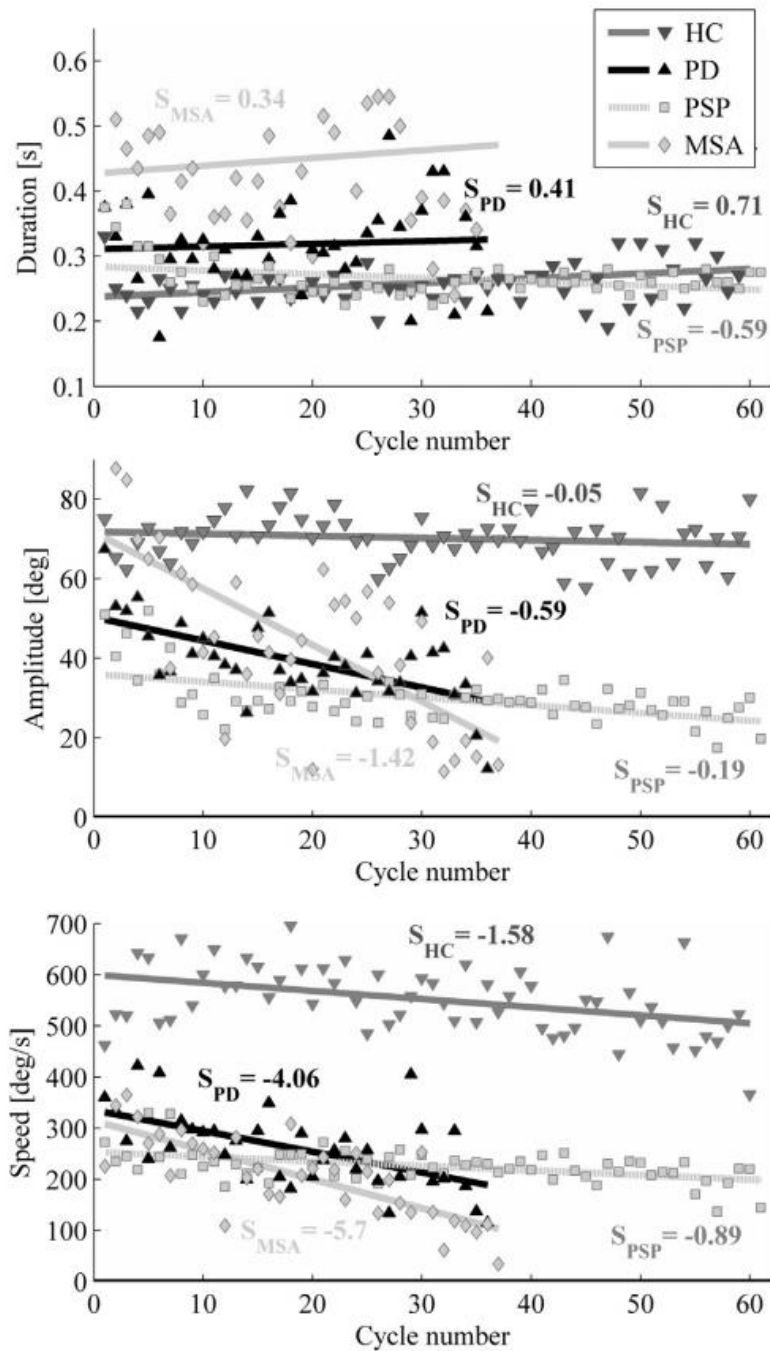 HC
PD
PSP
MSA
0.6
0.5
0.4
0.3
0.2
0.1
Duration [s]
S_MSA = 0.34
S_PD = 0.41
S_HC = 0.71
S_PSP = -0.59
0 10 20 30 40 50 60
Cycle number
80
60
40
20
0
Amplitude [deg]
S_HC = -0.05
S_PD = -0.59
S_MSA = -1.42
S_PSP = -0.19
0 10 20 30 40 50 60
Cycle number
700
600
500
400
300
200
100
0
Speed [deg/s]
S_HC = -1.58
S_PD = -4.06
S_MSA = -5.7
S_PSP = -0.89
0 10 20 30 40 50 60
Cycle number